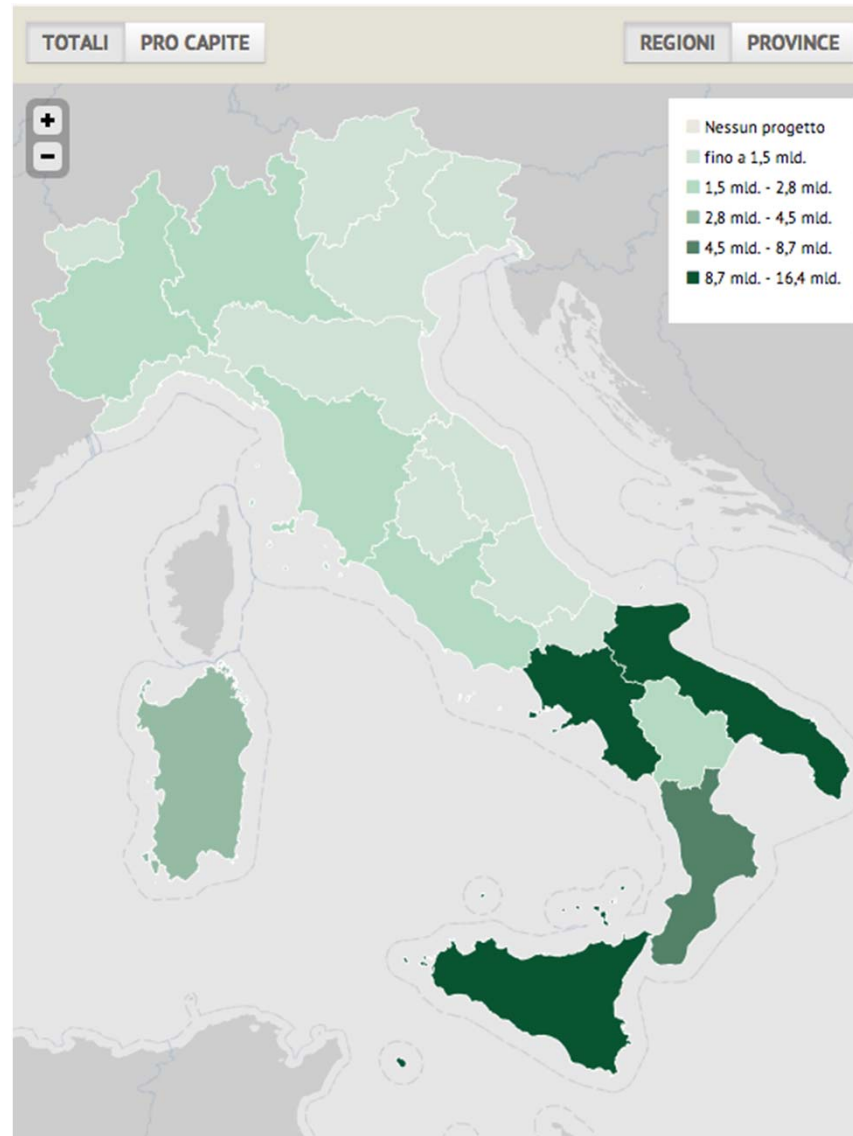 TOTALI PRO CAPITE REGIONI PROVINCE
+
−
Nessun progetto
fino a 1,5 mld.
1,5 mld. - 2,8 mld.
2,8 mld. - 4,5 mld.
4,5 mld. - 8,7 mld.
8,7 mld. - 16,4 mld.